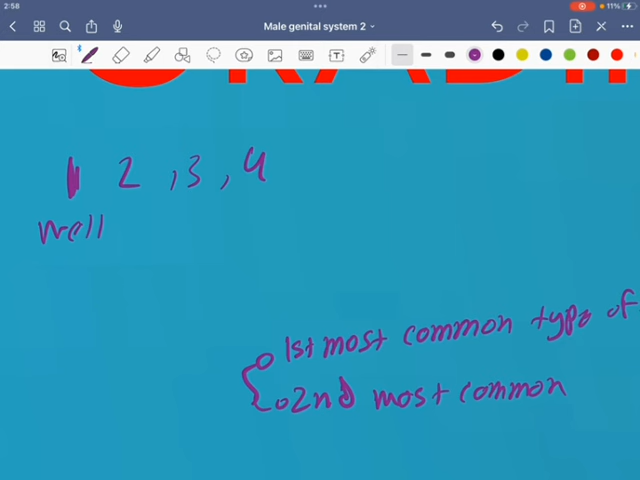 2:58
11%
Male genital system 2
1 2 , 3 , 4
well
1st most common type of
2nd most common